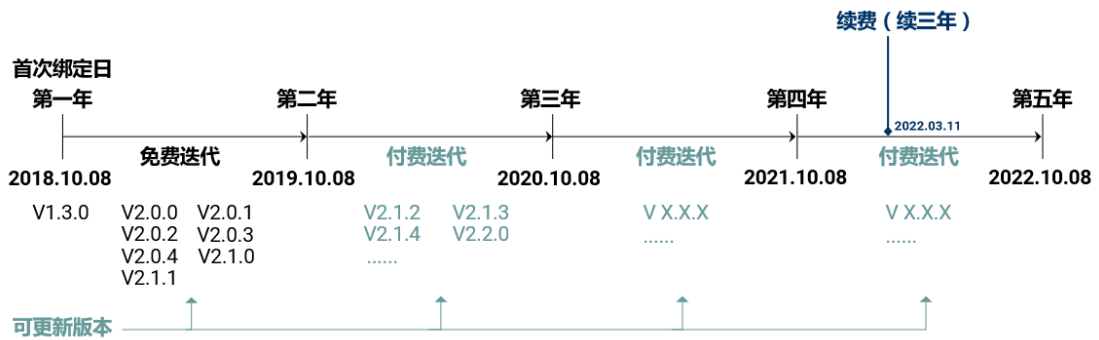 续费（续三年）
首次绑定日
第一年 第二年 第三年 第四年 第五年
2022.03.11
免费迭代 付费迭代 付费迭代 付费迭代
2018.10.08 2019.10.08 2020.10.08 2021.10.08 2022.10.08
V1.3.0 V2.0.0 V2.0.1 V2.1.2 V2.1.3 V X.X.X V X.X.X
V2.0.2 V2.0.3 V2.1.4 V2.2.0 ...... ......
V2.0.4 V2.1.0 ......
V2.1.1
可更新版本